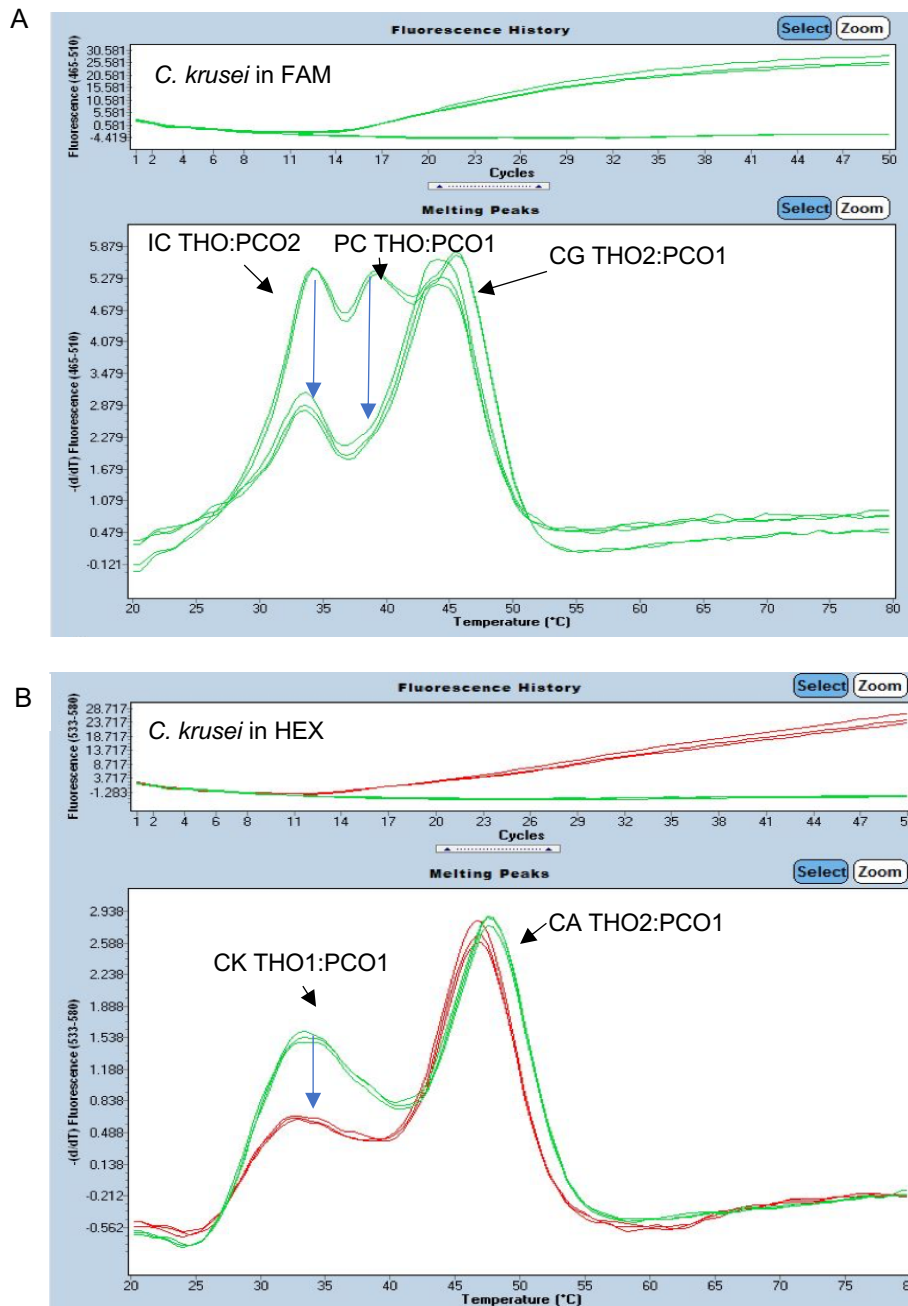 A
Fluorescence History
Select Zoom
Fluorescence (465-510)
30.581
25.581
20.581
15.581
10.581
5.581
0.581
-4.419
C. krusei in FAM
1 2 4 6 8 11 14 15 17 20 23 26 29 32 35 38 41 44 47 50
Cycles
Melting Peaks
Select Zoom
-(d/dT) Fluorescence (465-510)
IC THO:PCO2
PC THO:PCO1
CG THO2:PCO1
5.879
5.279
4.679
4.079
3.479
2.879
2.279
1.679
1.079
0.479
-0.121
20 25 30 35 40 45 50 55 60 65 70 75 80
Temperature (°C)
B
Fluorescence History
Select Zoom
Fluorescence (533-580)
28.717
23.717
18.717
13.717
8.717
3.717
-1.283
C. krusei in HEX
1 2 4 6 8 11 12 14 17 20 22 26 29 32 35 38 41 44 47 5
Cycles
Melting Peaks
Select Zoom
-(d/dT) Fluorescence (533-580)
CK THO1:PCO1
CA THO2:PCO1
2.938
2.588
2.238
1.888
1.538
1.188
0.838
0.488
0.138
-0.212
-0.562
20 25 30 35 40 45 50 55 60 65 70 75 80
Temperature (°C)